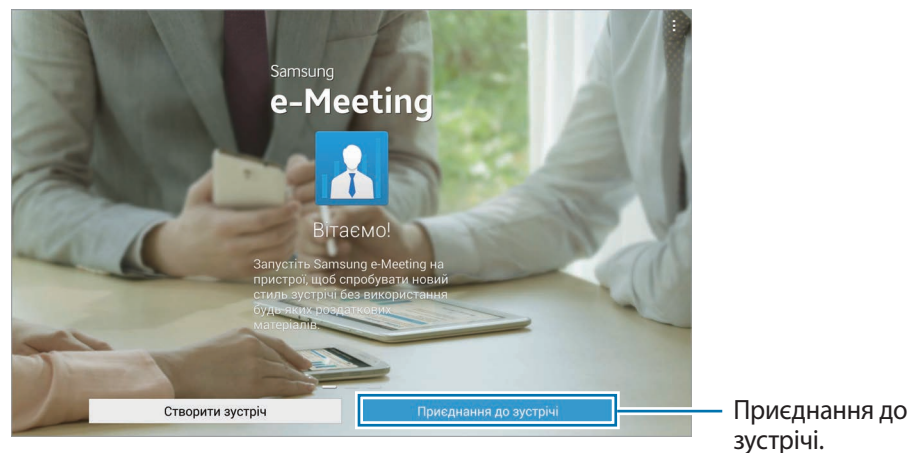 Samsung
e-Meeting
Вітаємо!
Запустіть Samsung e-Meeting на
пристрої, щоб спробувати новий
стиль зустрічі без використання
будь яких роздаткових
матеріалів.
Створити зустріч
Приєднання до зустрічі
Приєднання до
зустрічі.